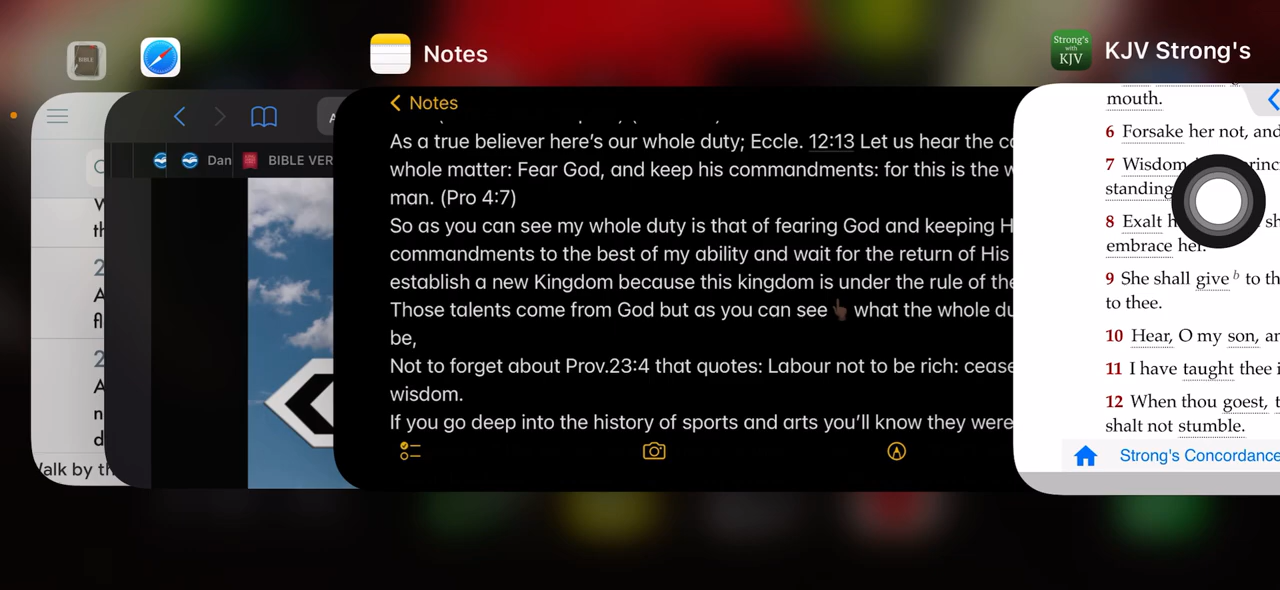 Notes
KJV Strong's
Strong's
with
KJV
BIBLE
Notes
As a true believer here's our whole duty; Eccle. 12:13 Let us hear the
whole matter: Fear God, and keep his commandments: for this is the
man. (Pro 4:7)
So as you can see my whole duty is that of fearing God and keeping
commandments to the best of my ability and wait for the return of His
establish a new Kingdom because this kingdom is under the rule of
Those talents come from God but as you can see👆🏿 what the whole
be,
Not to forget about Prov.23:4 that quotes: Labour not to be rich: cease
wisdom.
If you go deep into the history of sports and arts you'll know they were
Dan
BIBLE VER
mouth.
6 Forsake her not, and
7 Wisdom
standing
8 Exalt
embrace her.
9 She shall give b to
to thee.
10 Hear, O my son,
11 I have taught thee
12 When thou goest,
shalt not stumble.
Strong's Concordance